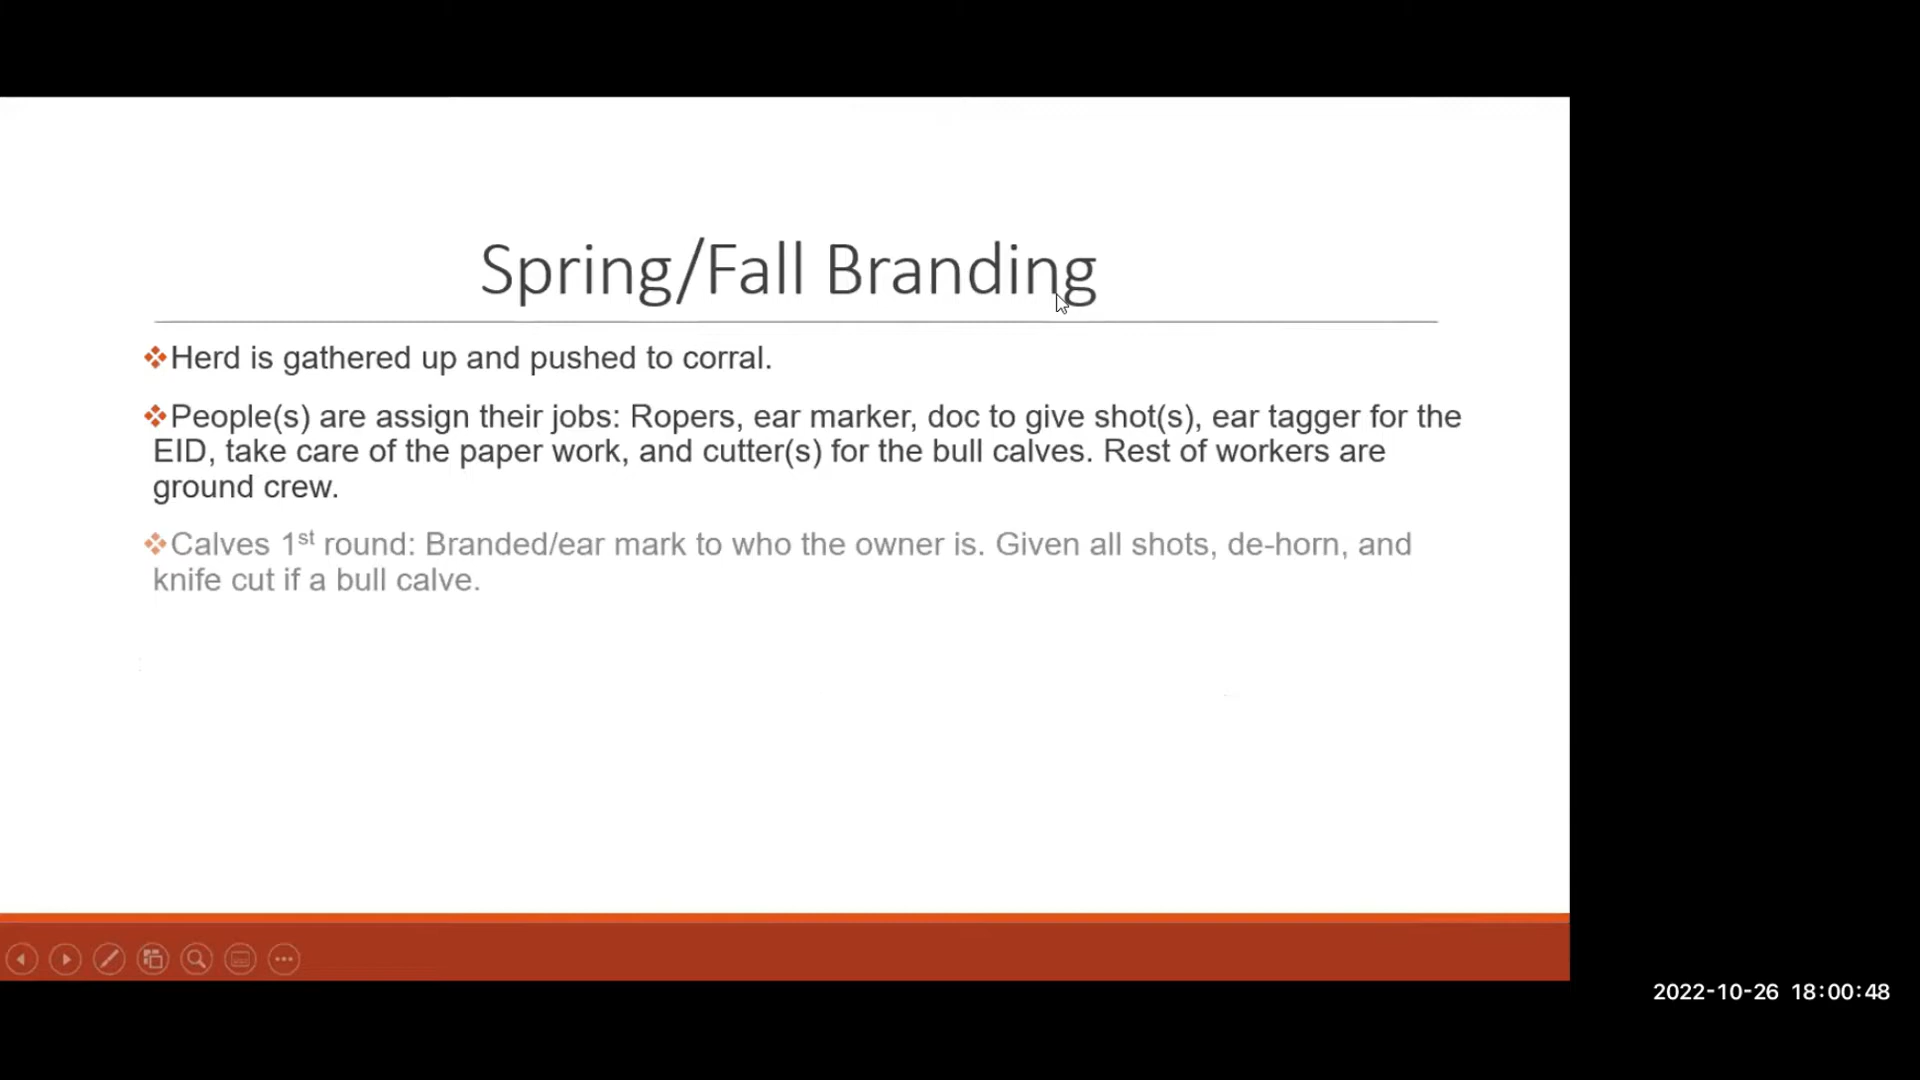 Spring/Fall Branding
Herd is gathered up and pushed to corral.
People(s) are assign their jobs: Ropers, ear marker, doc to give shot(s), ear tagger for the
EID, take care of the paper work, and cutter(s) for the bull calves. Rest of workers are
ground crew.
Calves 1st round: Branded/ear mark to who the owner is. Given all shots, de-horn, and
knife cut if a bull calve.
2022-10-26 18:00:48